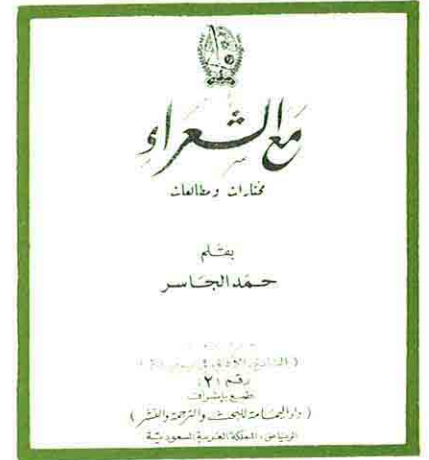 مع الشعراء
مختارات ومطالعات
بقلم
حمد الجاسر
رقم (٢)
طبع بإشراف
(دار اليمامة للبحث والترجمة والنشر)
الرياض، المملكة العربية السعودية